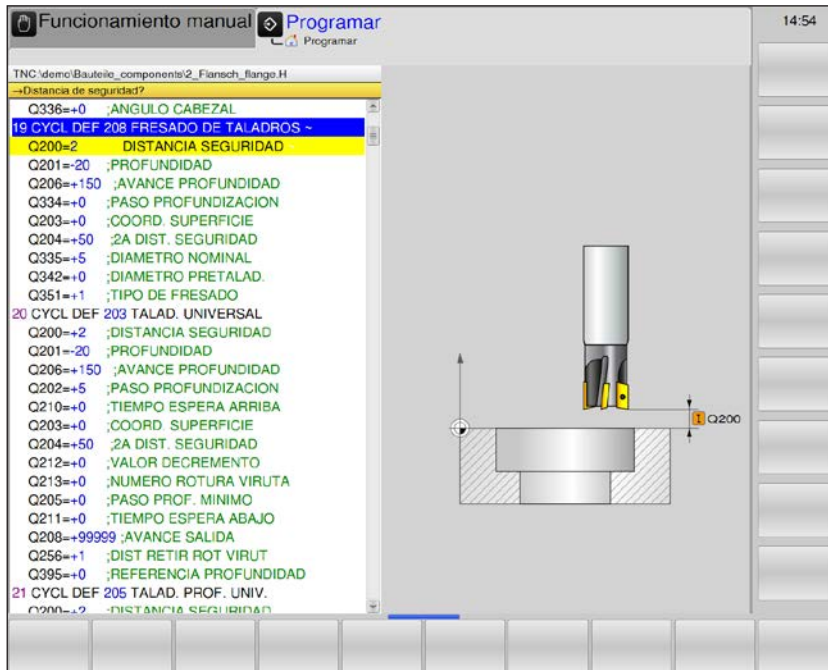 Funcionamiento manual
Programar
Programar
14:54
TNC:\demo\Bauteile_components\2_Flansch_flange.H
→Distancia de seguridad?
Q336=+0 ;ANGULO CABEZAL
19 CYCL DEF 208 FRESADO DE TALADROS ~
Q200=2 DISTANCIA SEGURIDAD
Q201=-20 ;PROFUNDIDAD
Q206=+150 ;AVANCE PROFUNDIDAD
Q334=+0 ;PASO PROFUNDIZACION
Q203=+0 ;COORD. SUPERFICIE
Q204=+50 ;2A DIST. SEGURIDAD
Q335=+5 ;DIAMETRO NOMINAL
Q342=+0 ;DIAMETRO PRETALAD.
Q351=+1 ;TIPO DE FRESADO
20 CYCL DEF 203 TALAD. UNIVERSAL
Q200=+2 ;DISTANCIA SEGURIDAD
Q201=-20 ;PROFUNDIDAD
Q206=+150 ;AVANCE PROFUNDIDAD
Q202=+5 ;PASO PROFUNDIZACION
Q210=+0 ;TIEMPO ESPERA ARRIBA
Q203=+0 ;COORD. SUPERFICIE
Q204=+50 ;2A DIST. SEGURIDAD
Q212=+0 ;VALOR DECREMENTO
Q213=+0 ;NUMERO ROTURA VIRUTA
Q205=+0 ;PASO PROF. MINIMO
Q211=+0 ;TIEMPO ESPERA ABAJO
Q208=+99999 ;AVANCE SALIDA
Q256=+1 ;DIST RETIR ROT VIRUT
Q395=+0 ;REFERENCIA PROFUNDIDAD
21 CYCL DEF 205 TALAD. PROF. UNIV.
Q200=+2 ;DISTANCIA SEGURIDAD
I Q200